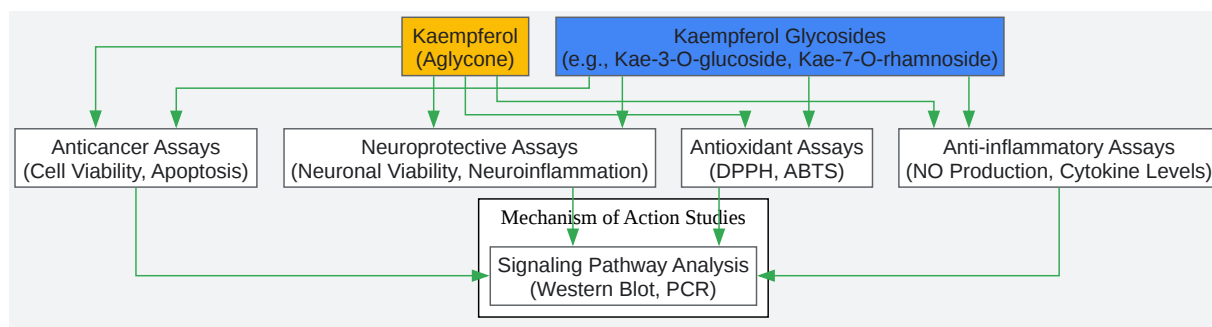 Kaempferol
(Aglycone)
Kaempferol Glycosides
(e.g., Kae-3-O-glucoside, Kae-7-O-rhamnoside)
Anticancer Assays
(Cell Viability, Apoptosis)
Neuroprotective Assays
(Neuronal Viability, Neuroinflammation)
Antioxidant Assays
(DPPH, ABTS)
Anti-inflammatory Assays
(NO Production, Cytokine Levels)
Mechanism of Action Studies
Signaling Pathway Analysis
(Western Blot, PCR)